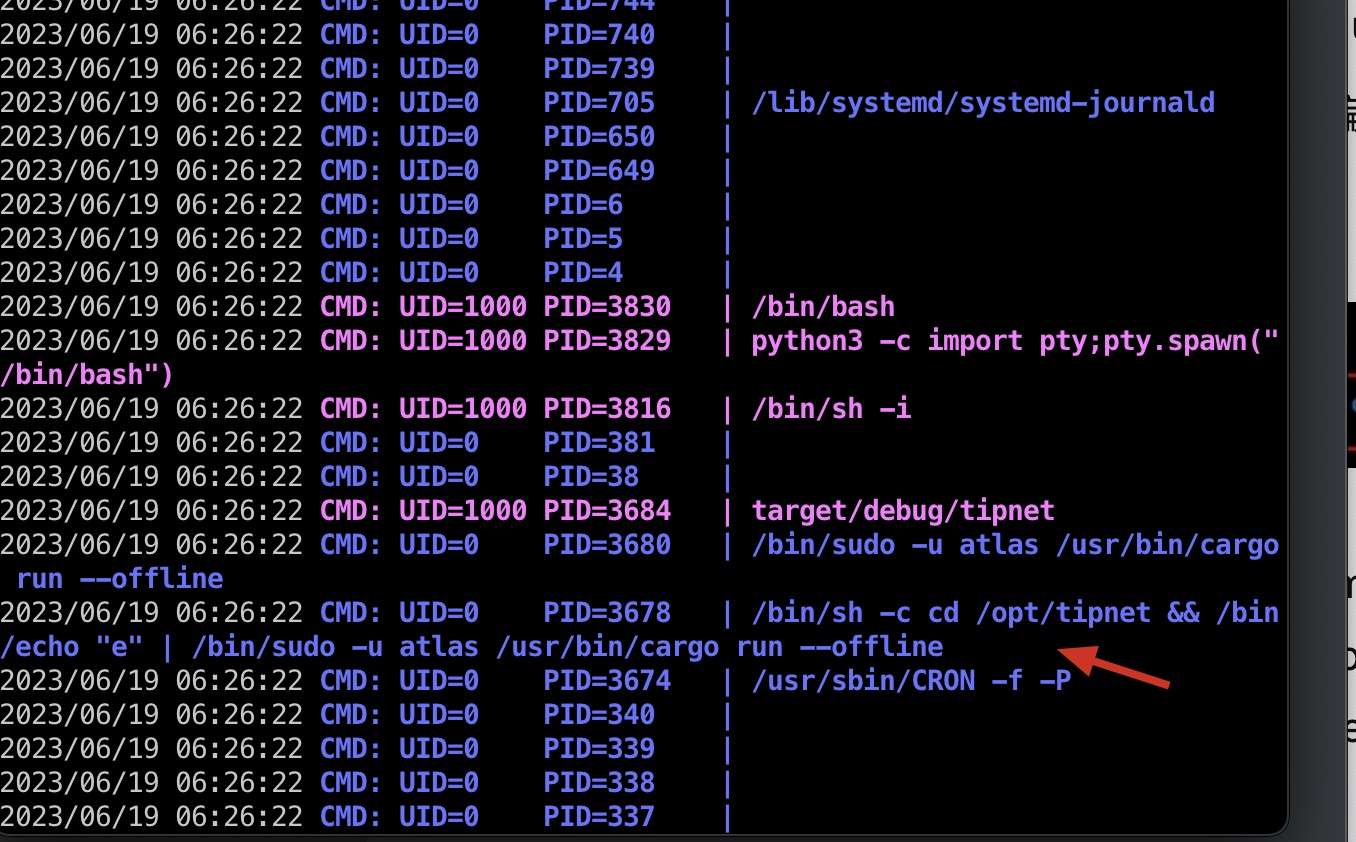 2023/06/19 06:26:22 CMD: UID=0    PID=744    |
2023/06/19 06:26:22 CMD: UID=0    PID=740    |
2023/06/19 06:26:22 CMD: UID=0    PID=739    |
2023/06/19 06:26:22 CMD: UID=0    PID=705    | /lib/systemd/systemd-journald
2023/06/19 06:26:22 CMD: UID=0    PID=650    |
2023/06/19 06:26:22 CMD: UID=0    PID=649    |
2023/06/19 06:26:22 CMD: UID=0    PID=6      |
2023/06/19 06:26:22 CMD: UID=0    PID=5      |
2023/06/19 06:26:22 CMD: UID=0    PID=4      |
2023/06/19 06:26:22 CMD: UID=1000 PID=3830   | /bin/bash
2023/06/19 06:26:22 CMD: UID=1000 PID=3829   | python3 -c import pty;pty.spawn("
/bin/bash")
2023/06/19 06:26:22 CMD: UID=1000 PID=3816   | /bin/sh -i
2023/06/19 06:26:22 CMD: UID=0    PID=381    |
2023/06/19 06:26:22 CMD: UID=0    PID=38     |
2023/06/19 06:26:22 CMD: UID=1000 PID=3684   | target/debug/tipnet
2023/06/19 06:26:22 CMD: UID=0    PID=3680   | /bin/sudo -u atlas /usr/bin/cargo
 run --offline
2023/06/19 06:26:22 CMD: UID=0    PID=3678   | /bin/sh -c cd /opt/tipnet && /bin
/echo "e" | /bin/sudo -u atlas /usr/bin/cargo run --offline
2023/06/19 06:26:22 CMD: UID=0    PID=3674   | /usr/sbin/CRON -f -P
2023/06/19 06:26:22 CMD: UID=0    PID=340    |
2023/06/19 06:26:22 CMD: UID=0    PID=339    |
2023/06/19 06:26:22 CMD: UID=0    PID=338    |
2023/06/19 06:26:22 CMD: UID=0    PID=337    |